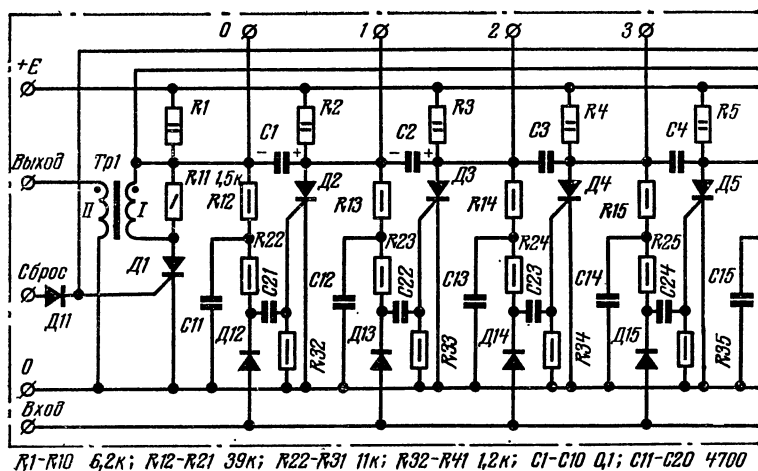 0 1 2 3
+E
R1 C1 R2 C2 R3 C3 R4 C4 R5
Выход Тр1 R11 1,5к Д2 Д3 Д4 Д5
II I R12 R13 R14 R15
R22 R23 R24 R25
Сброс Д1 C21 C22 C23 C24
Д11 C11 C12 C13 C14 C15
Д12 R32 Д13 R33 Д14 R34 Д15 R35
0
Вход
R1-R10 6,2к; R12-R21 39к; R22-R31 11к; R32-R41 1,2к; C1-C10 0,1; C11-C20 4700